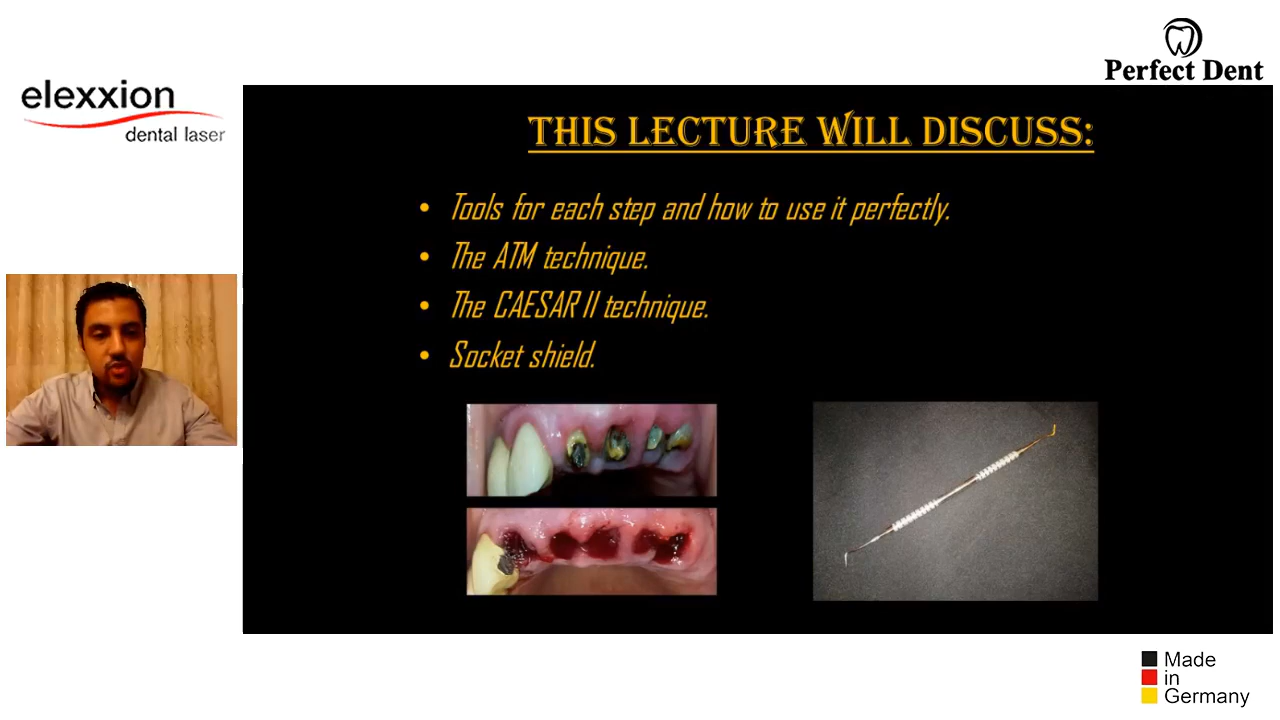 Perfect Dent
elexxion
dental laser
THIS LECTURE WILL DISCUSS:
• Tools for each step and how to use it perfectly.
• The ATM technique.
• The CAESAR II technique.
• Socket shield.
Made
in
Germany